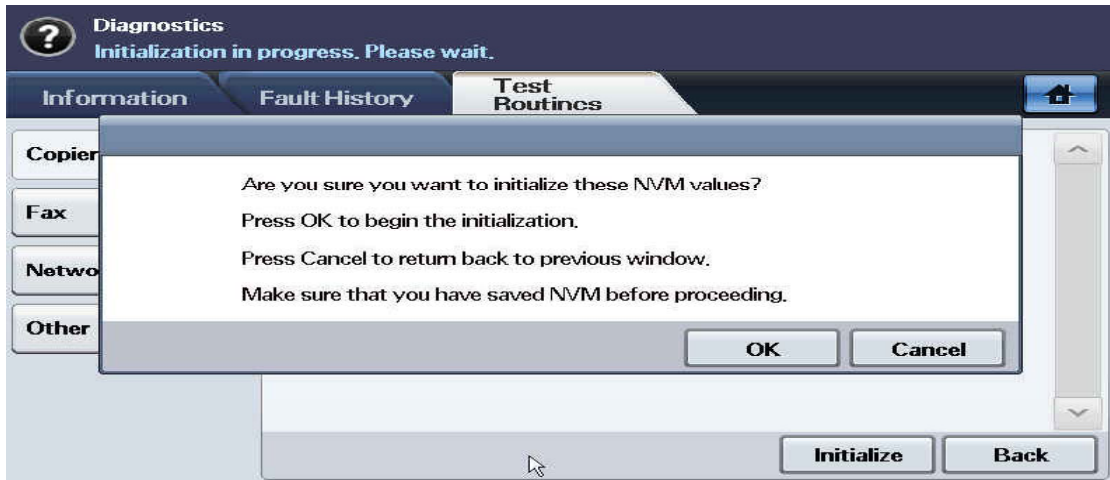 Diagnostics
Initialization in progress. Please wait.
Information
Fault History
Test
Routines
Copier
Fax
Netwo
Other
Are you sure you want to initialize these NVM values?
Press OK to begin the initialization.
Press Cancel to return back to previous window.
Make sure that you have saved NVM before proceeding.
OK
Cancel
Initialize
Back